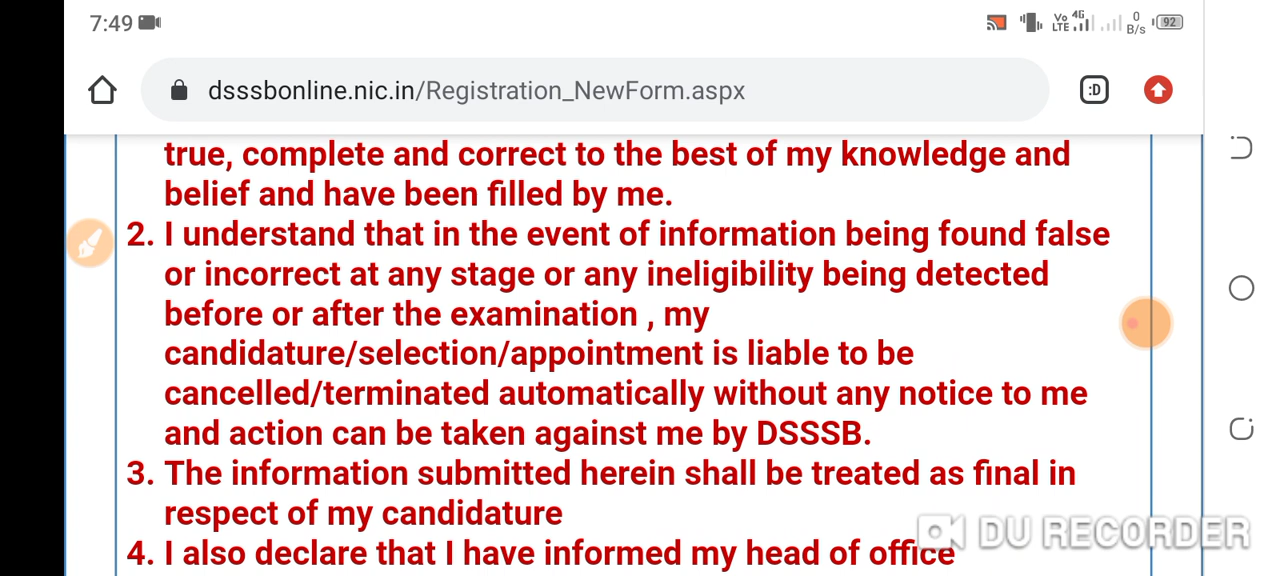 7:49
Vo LTE 4G 0 B/s 92
dsssbonline.nic.in/Registration_NewForm.aspx
:D
true, complete and correct to the best of my knowledge and
belief and have been filled by me.
2. I understand that in the event of information being found false
or incorrect at any stage or any ineligibility being detected
before or after the examination , my
candidature/selection/appointment is liable to be
cancelled/terminated automatically without any notice to me
and action can be taken against me by DSSSB.
3. The information submitted herein shall be treated as final in
respect of my candidature
DU RECORDER
4. I also declare that I have informed my head of office